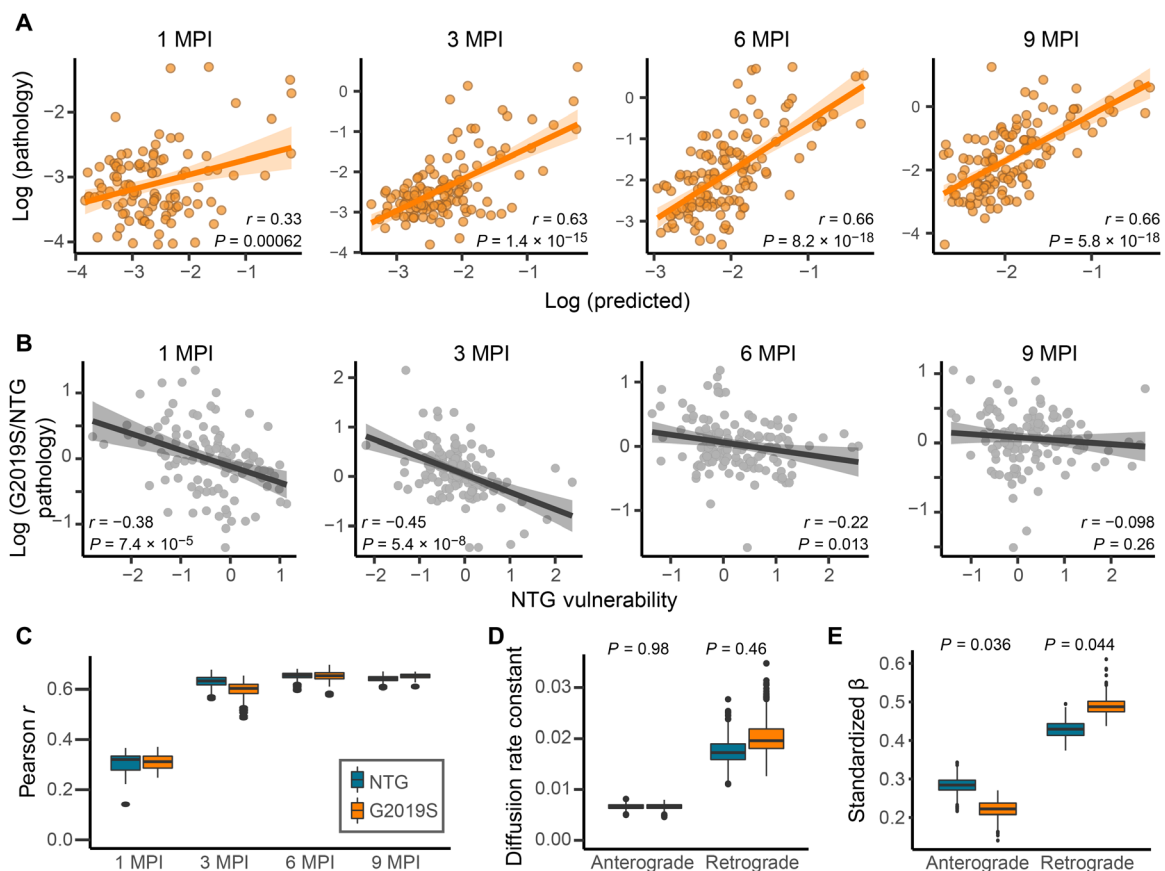 A
1 MPI 3 MPI 6 MPI 9 MPI
Log (pathology)
−2
−3
−4
−4 −3 −2 −1
r = 0.33
P = 0.00062
0
−1
−2
−3
−4
−3 −2 −1
r = 0.63
P = 1.4 × 10−15
0
−1
−2
−3
−3 −2 −1
r = 0.66
P = 8.2 × 10−18
0
−2
−4
−2 −1
r = 0.66
P = 5.8 × 10−18
Log (predicted)
B
1 MPI 3 MPI 6 MPI 9 MPI
Log (G2019S/NTG
pathology)
1
0
−1
−2 −1 0 1
r = −0.38
P = 7.4 × 10−5
2
1
0
−1
−2 −1 0 1 2
r = −0.45
P = 5.4 × 10−8
1
0
−1
−1 0 1 2
r = −0.22
P = 0.013
1
0
−1
−1 0 1 2
r = −0.098
P = 0.26
NTG vulnerability
C
Pearson r
0.6
0.4
0.2
0.0
1 MPI 3 MPI 6 MPI 9 MPI
NTG
G2019S
D
Diffusiion rate constant
P = 0.98 P = 0.46
0.03
0.02
0.01
0.00
Anterograde Retrograde
E
Standardized β
P = 0.036 P = 0.044
0.6
0.5
0.4
0.3
0.2
Anterograde Retrograde